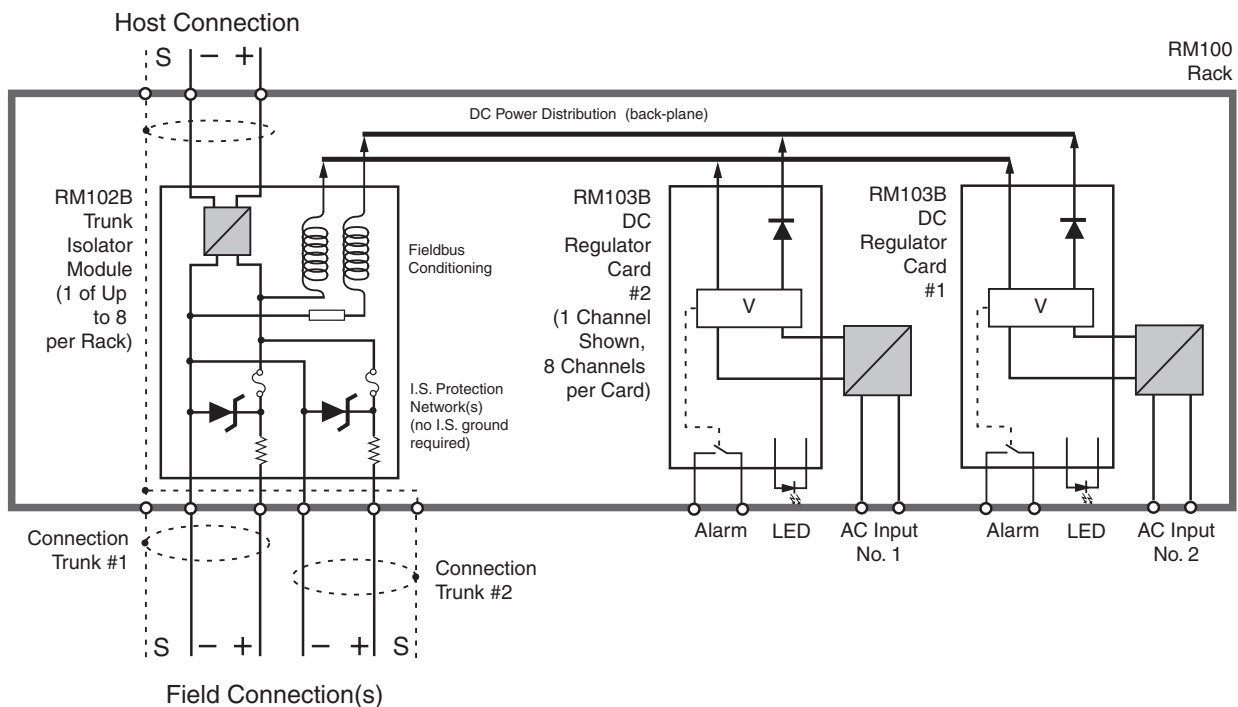 Host Connection
S – +
RM100
Rack
DC Power Distribution (back-plane)
RM102B
Trunk
Isolator
Module
(1 of Up
to 8
per Rack)
Fieldbus
Conditioning
I.S. Protection
Network(s)
(no I.S. ground
required)
RM103B
DC
Regulator
Card
#2
(1 Channel
Shown,
8 Channels
per Card)
V
RM103B
DC
Regulator
Card
#1
V
Alarm
LED
AC Input
No. 1
Alarm
LED
AC Input
No. 2
Connection
Trunk #1
Connection
Trunk #2
S – + – + S
Field Connection(s)